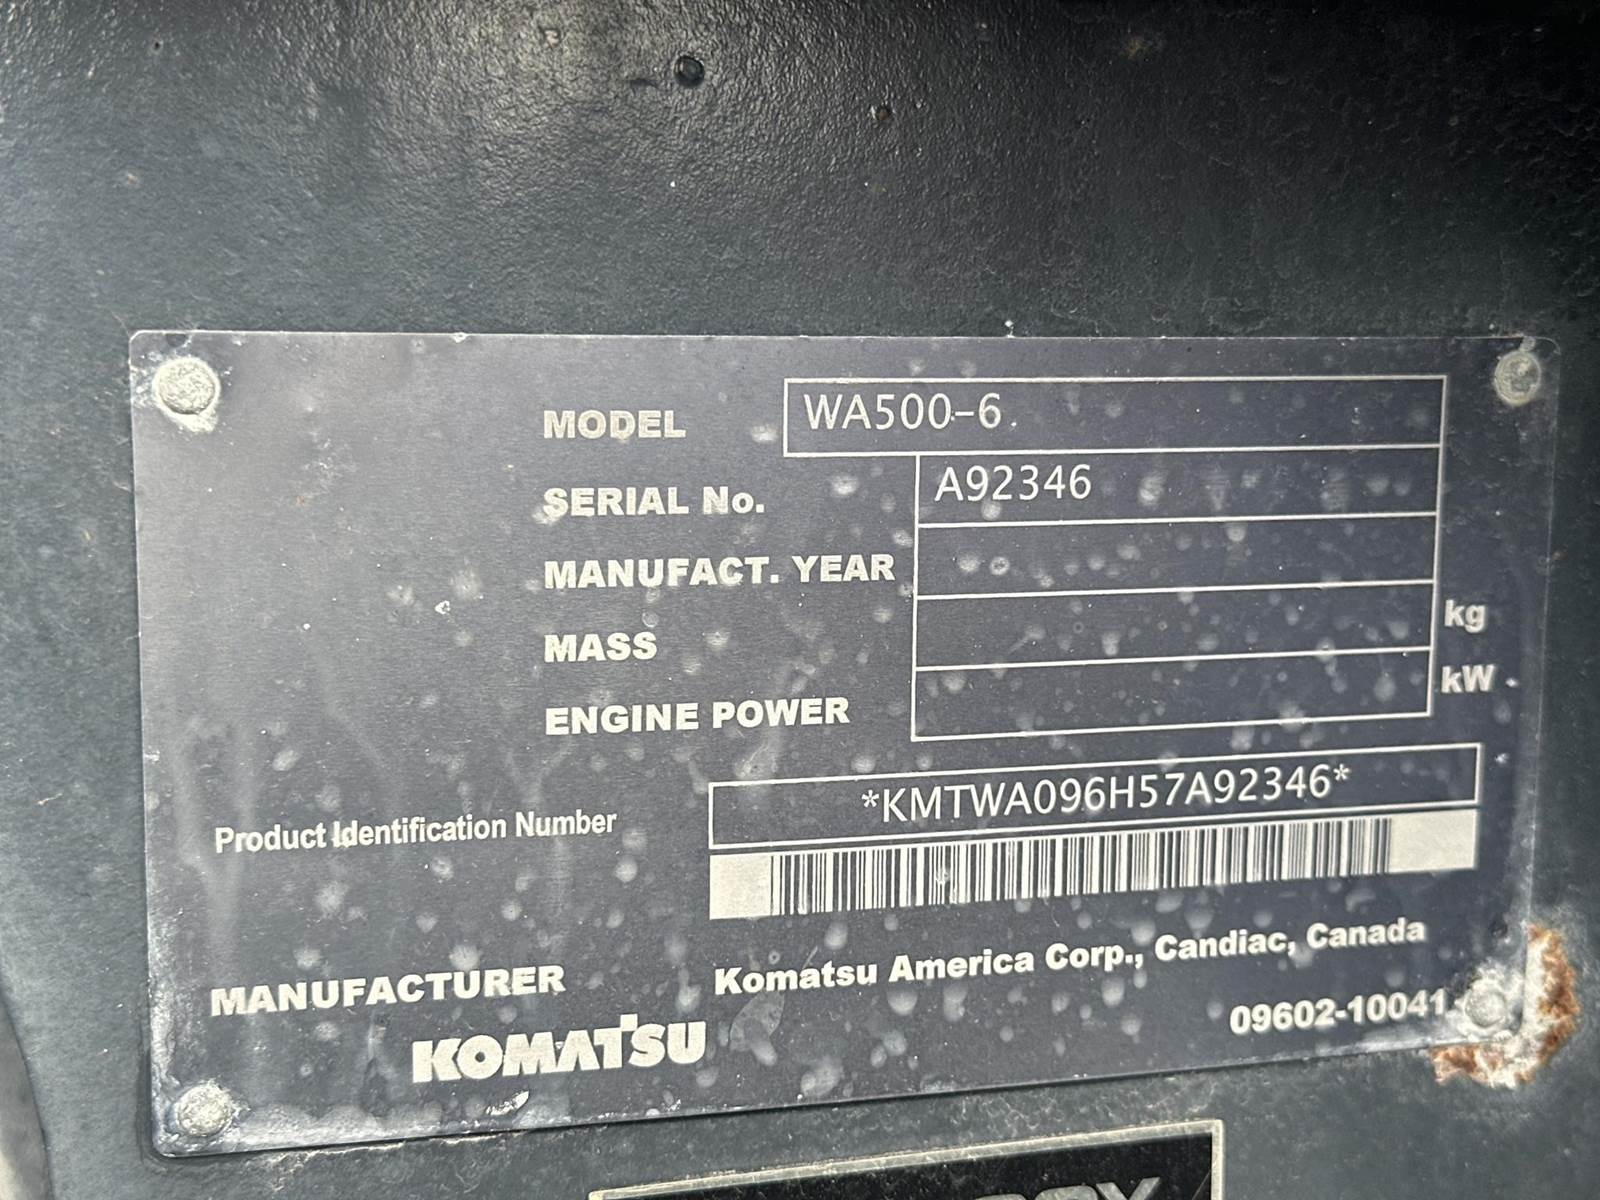 MODEL WA500-6
SERIAL No. A92346
MANUFACT. YEAR
MASS kg
ENGINE POWER kW
Product Identification Number *KMTWA096H57A92346*
MANUFACTURER Komatsu America Corp., Candiac, Canada
09602-10041
KOMATSU